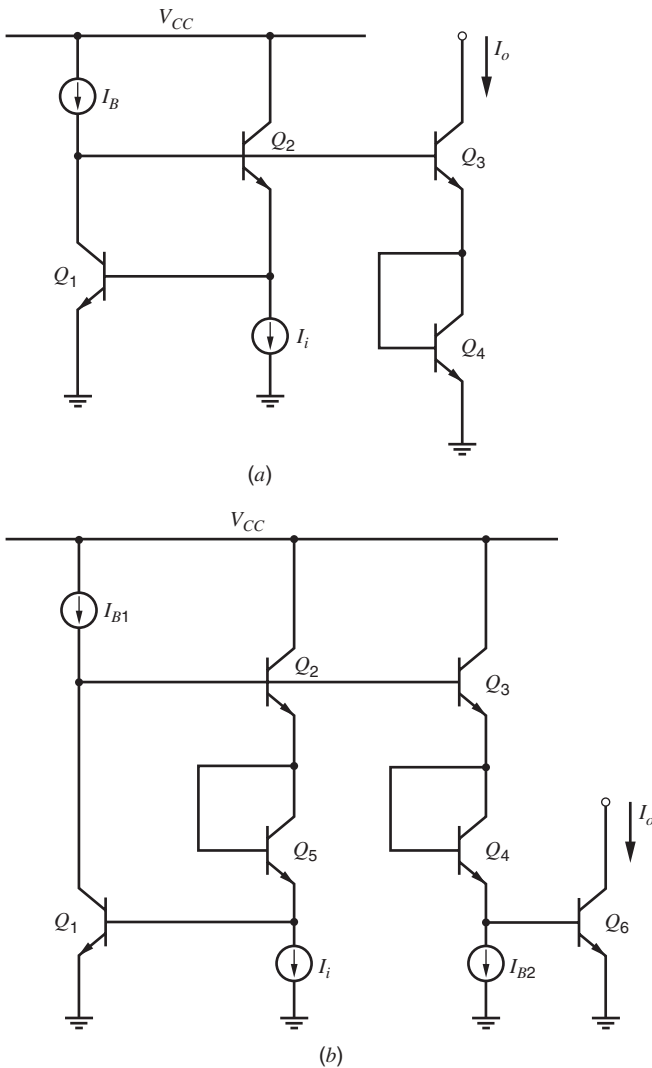 V_CC
I_o
I_B
Q_2
Q_3
Q_1
I_i
Q_4
(a)
V_CC
I_B1
Q_2
Q_3
Q_5
Q_4
I_o
Q_1
Q_6
I_i
I_B2
(b)